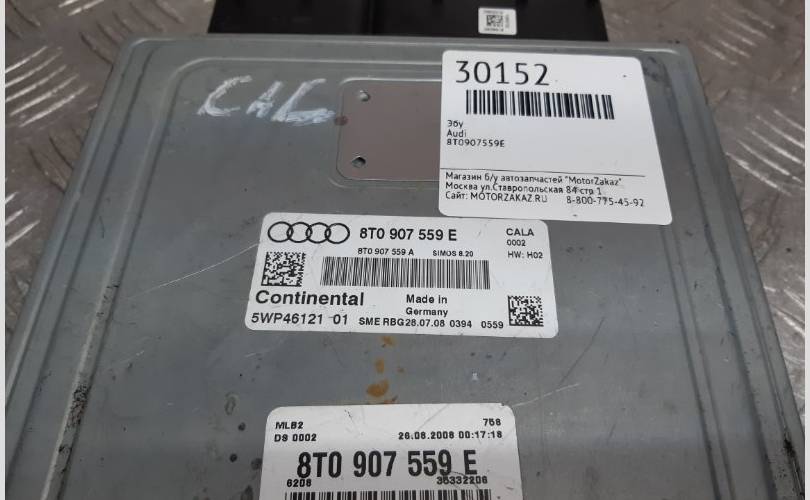 CAL
30152
Эбу
Audi
8T0907559E
Магазин б/у автозапчастей "MotorZakaz"
Москва ул.Ставропольская 84 стр 1
Сайт: MOTORZAKAZ.RU 8-800-775-45-92
8T0 907 559 E CALA
0002
8T0 907 559 A SIMOS 8.20 HW: H02
Continental Made in
Germany
5WP46121 01 SME RBG28.07.08 0394 0559
MLB2 758
DS 0002 26.08.2008 00:17:18
8T0 907 559 E
6208 35332206